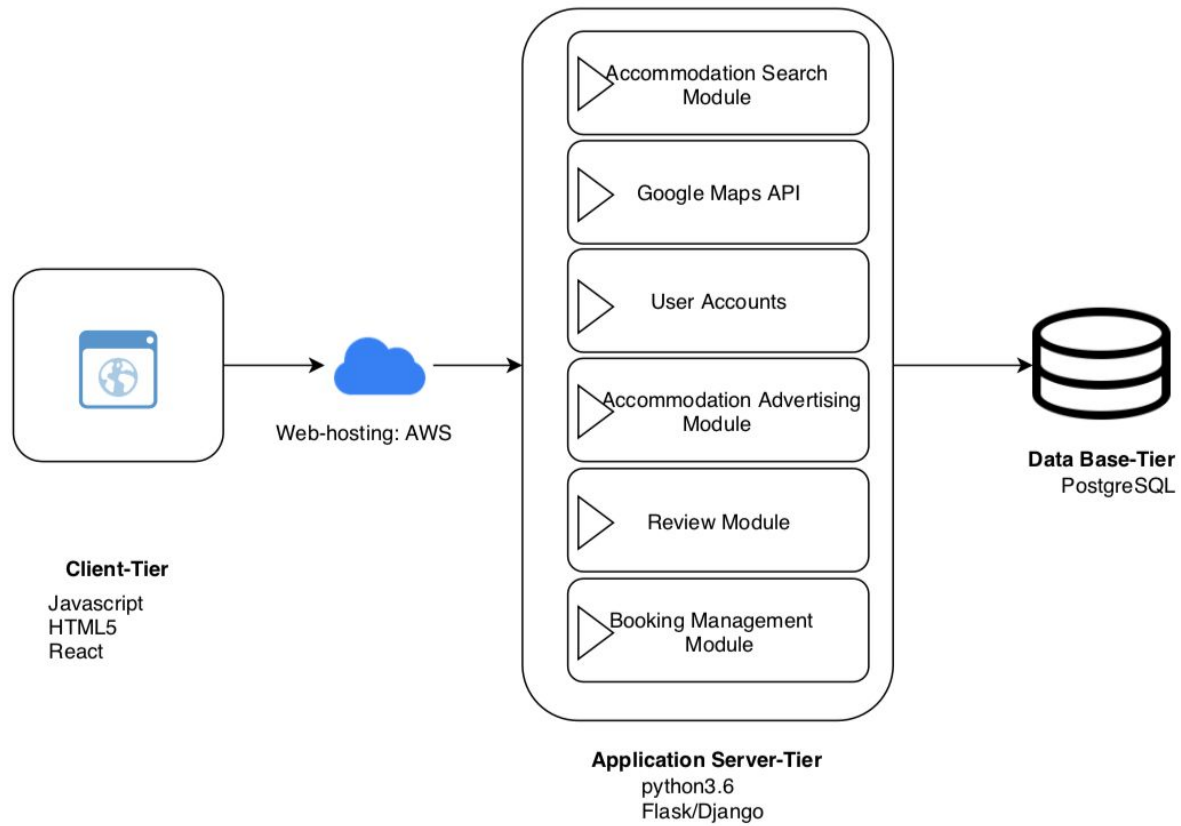 Accommodation Search
Module
Google Maps API
User Accounts
Accommodation Advertising
Module
Review Module
Booking Management
Module
Web-hosting: AWS
Client-Tier
Javascript
HTML5
React
Application Server-Tier
python3.6
Flask/Django
Data Base-Tier
PostgreSQL